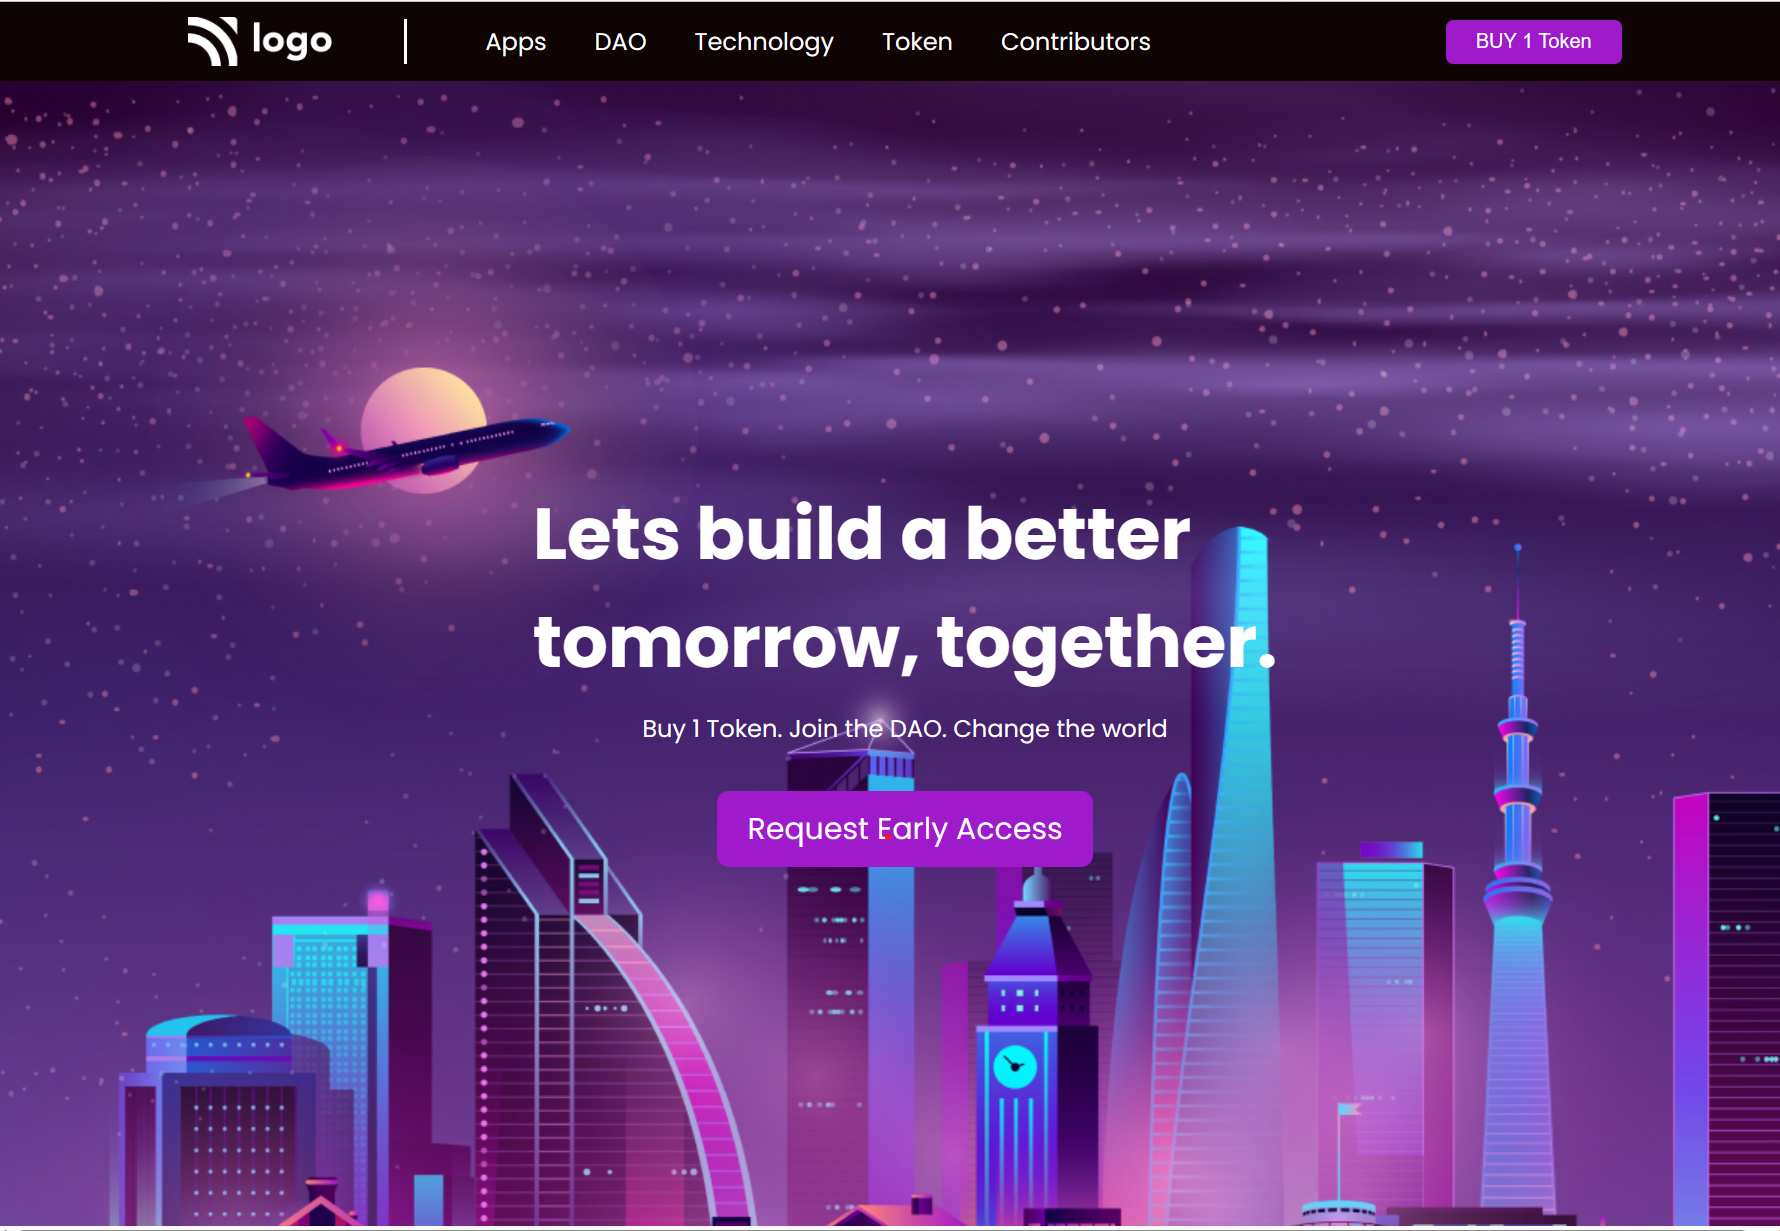 logo
Apps DAO Technology Token Contributors
BUY 1 Token
Lets build a better
tomorrow, together.
Buy 1 Token. Join the DAO. Change the world
Request Early Access